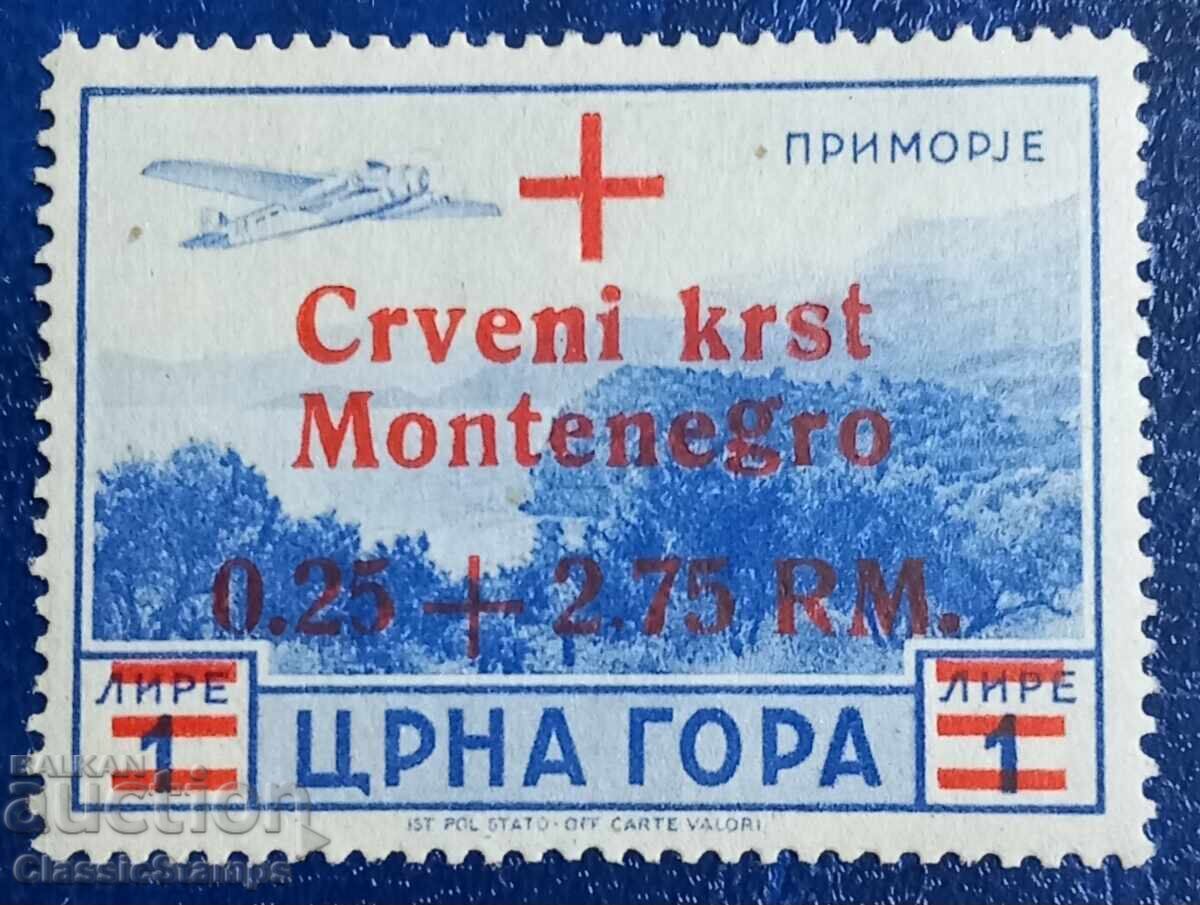 ПРИМОРЈЕ
Crveni krst
Montenegro
0.25 + 2.75 RM.
ЛИРЕ ЛИРЕ
1 ЦРНА ГОРА 1
IST POL STATO·OFF CARTE VALORI
BALKAN
auction
ClassicStamps